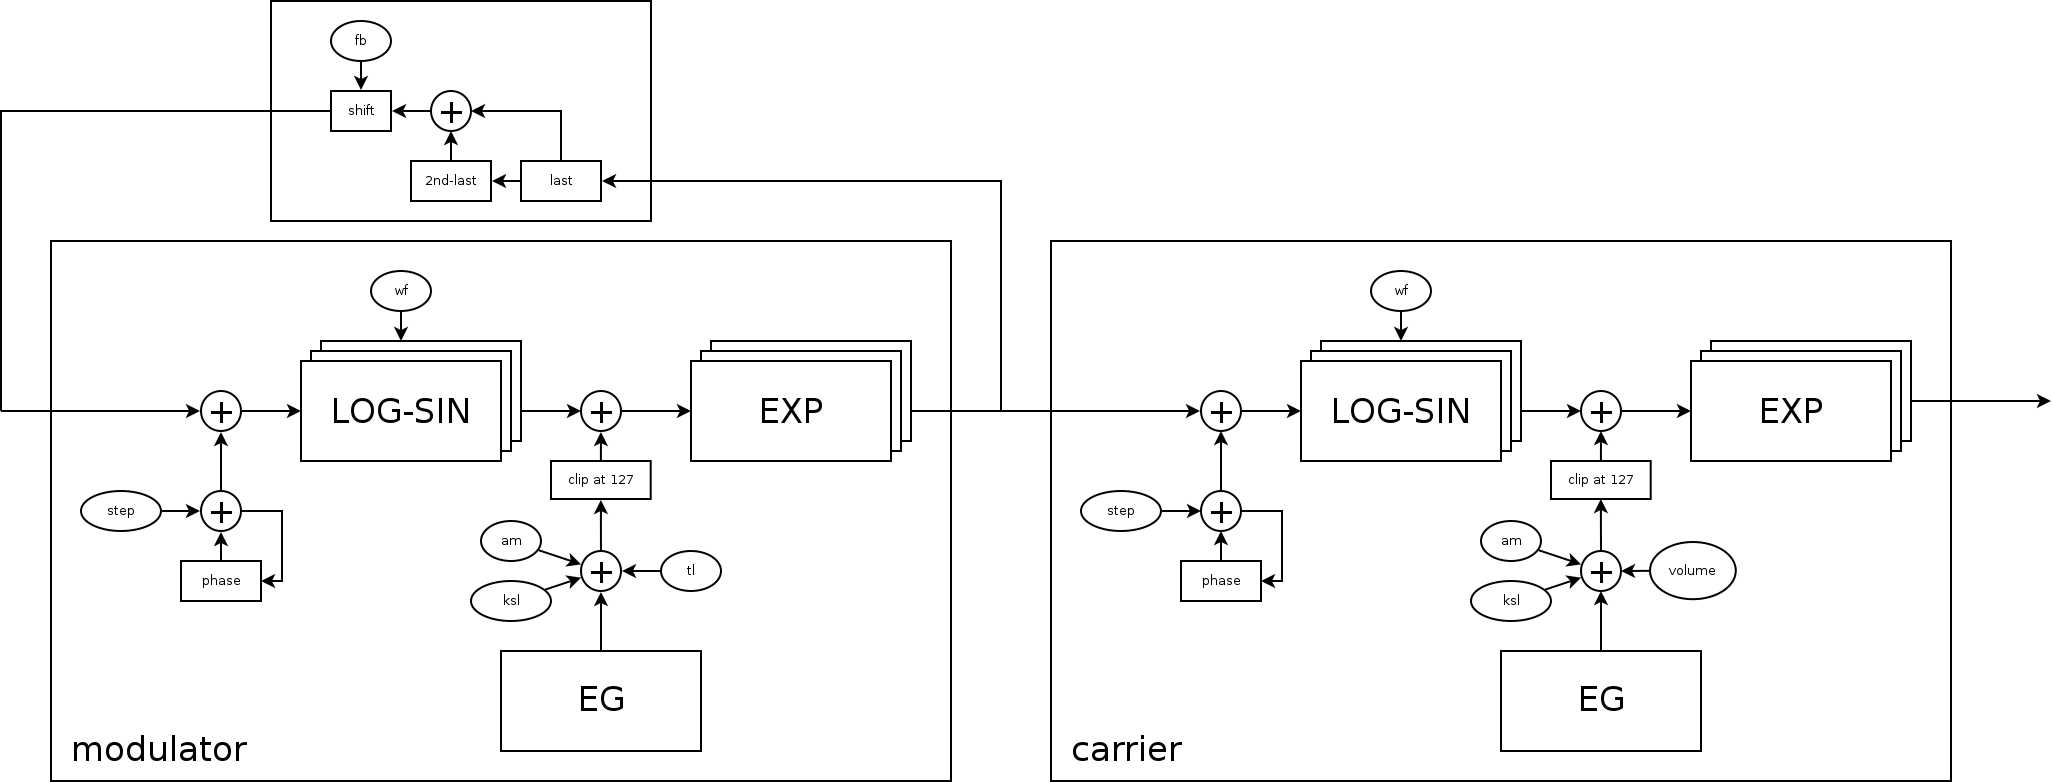 fb
shift
+
2nd-last
last
wf
wf
+
LOG-SIN
+
EXP
+
LOG-SIN
+
EXP
clip at 127
clip at 127
step
+
step
+
am
am
phase
+
tl
phase
+
volume
ksl
ksl
EG
EG
modulator
carrier